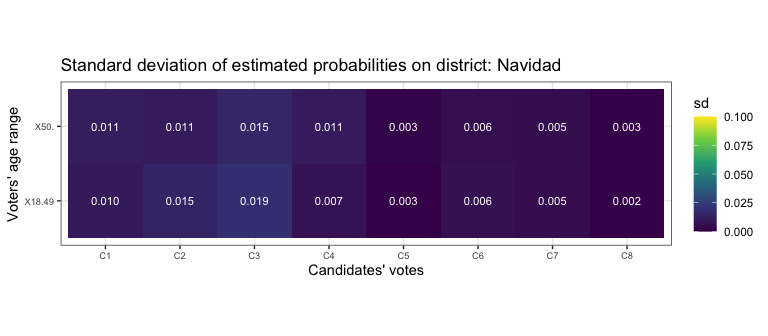 Standard deviation of estimated probabilities on district: Navidad
Voters' age range
X50.
0.011 0.011 0.015 0.011 0.003 0.006 0.005 0.003
X18.49
0.010 0.015 0.019 0.007 0.003 0.006 0.005 0.002
C1 C2 C3 C4 C5 C6 C7 C8
Candidates' votes
sd
0.100
0.075
0.050
0.025
0.000